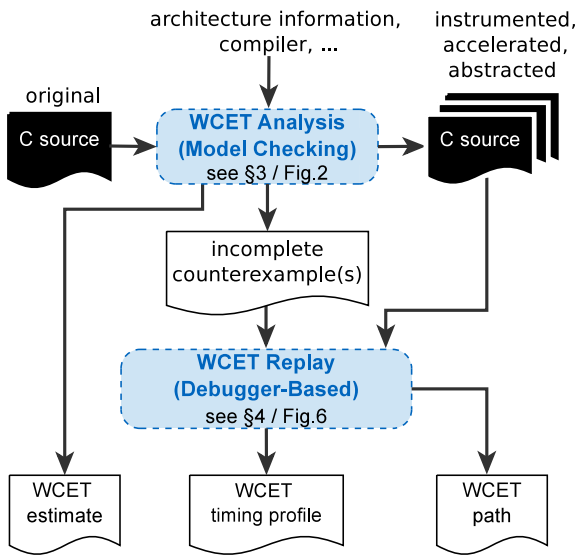 architecture information,
compiler, ...
instrumented,
accelerated,
abstracted
original
C source
WCET Analysis
(Model Checking)
see §3 / Fig.2
C source
incomplete
counterexample(s)
WCET Replay
(Debugger-Based)
see §4 / Fig.6
WCET
estimate
WCET
timing profile
WCET
path